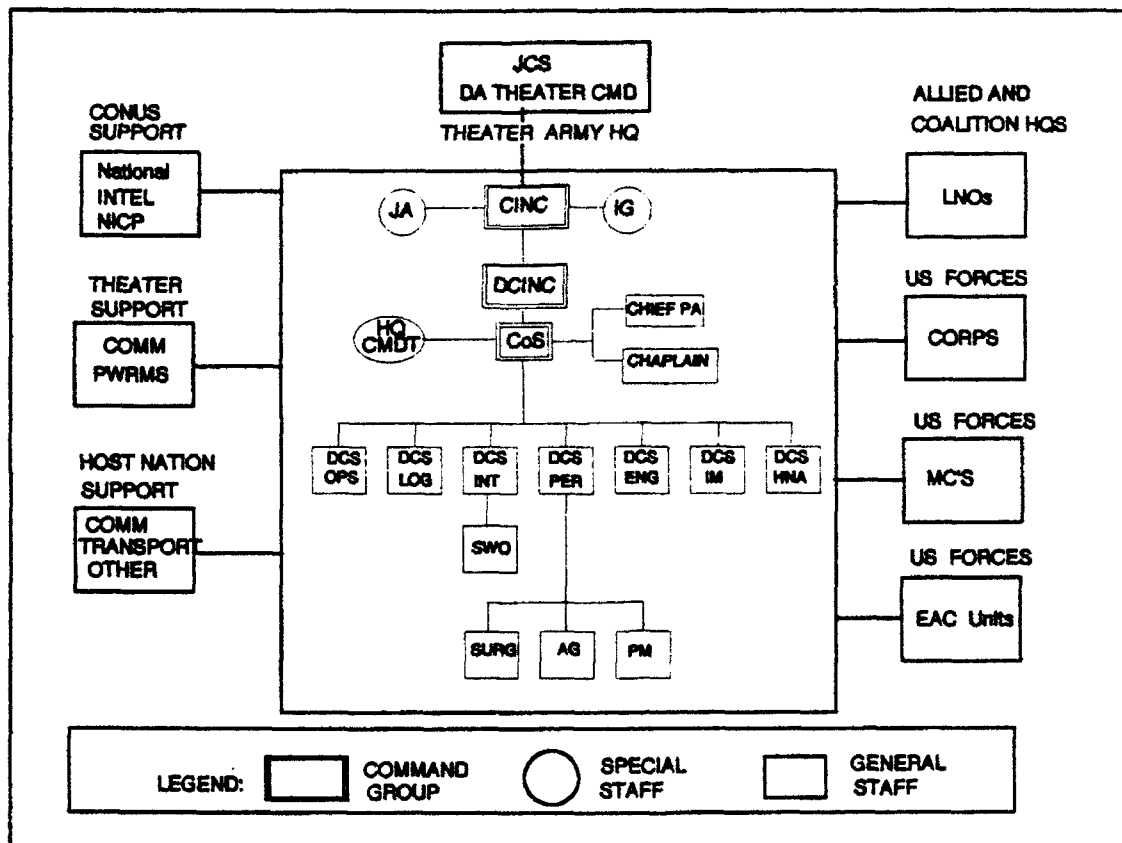 JCS
DA THEATER CMD
THEATER ARMY HQ
CONUS
SUPPORT
National
INTEL
NICP
THEATER
SUPPORT
COMM
PWRMS
HOST NATION
SUPPORT
COMM
TRANSPORT
OTHER
JA
CINC
IG
DCINC
HQ
CMDT
CoS
CHIEF PA
CHAPLAIN
DCS
OPS
DCS
LOG
DCS
INT
DCS
PER
DCS
ENG
DCS
IM
DCS
HNA
SWO
SURG
AG
PM
ALLIED AND
COALITION HQS
LNOs
US FORCES
CORPS
US FORCES
MC'S
US FORCES
EAC Units
LEGEND:
COMMAND
GROUP
SPECIAL
STAFF
GENERAL
STAFF